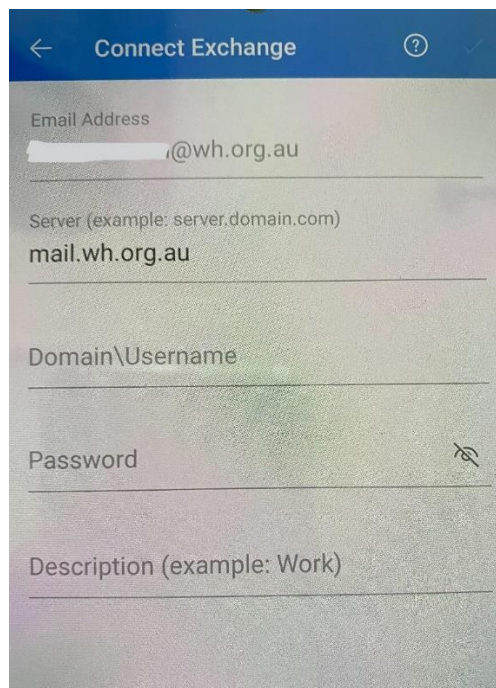 Connect Exchange
Email Address
@wh.org.au
Server (example: server.domain.com)
mail.wh.org.au
Domain\Username
Password
Description (example: Work)